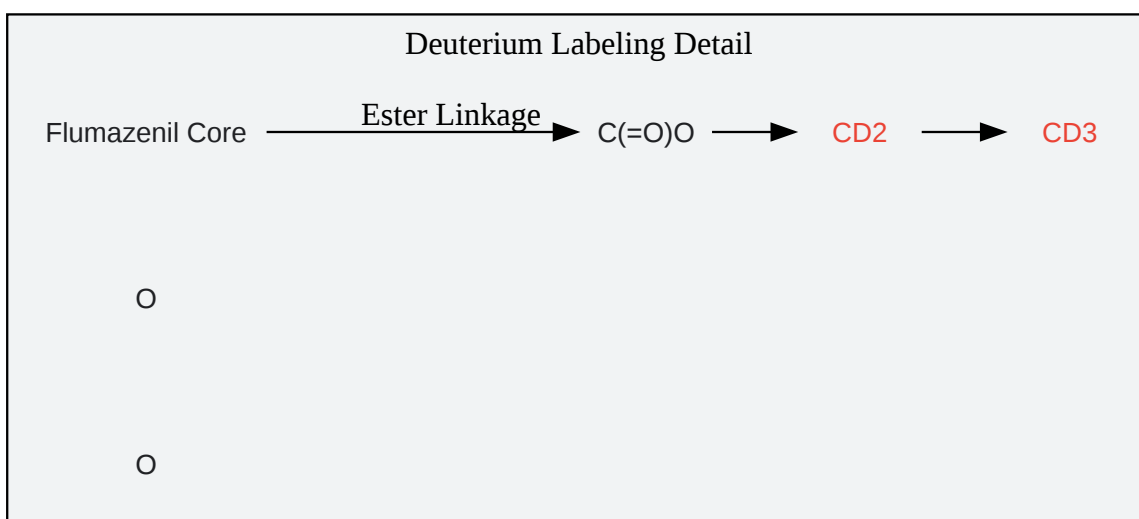 Deuterium Labeling Detail
Flumazenil Core
Ester Linkage
C(=O)O
CD2
CD3
O
O